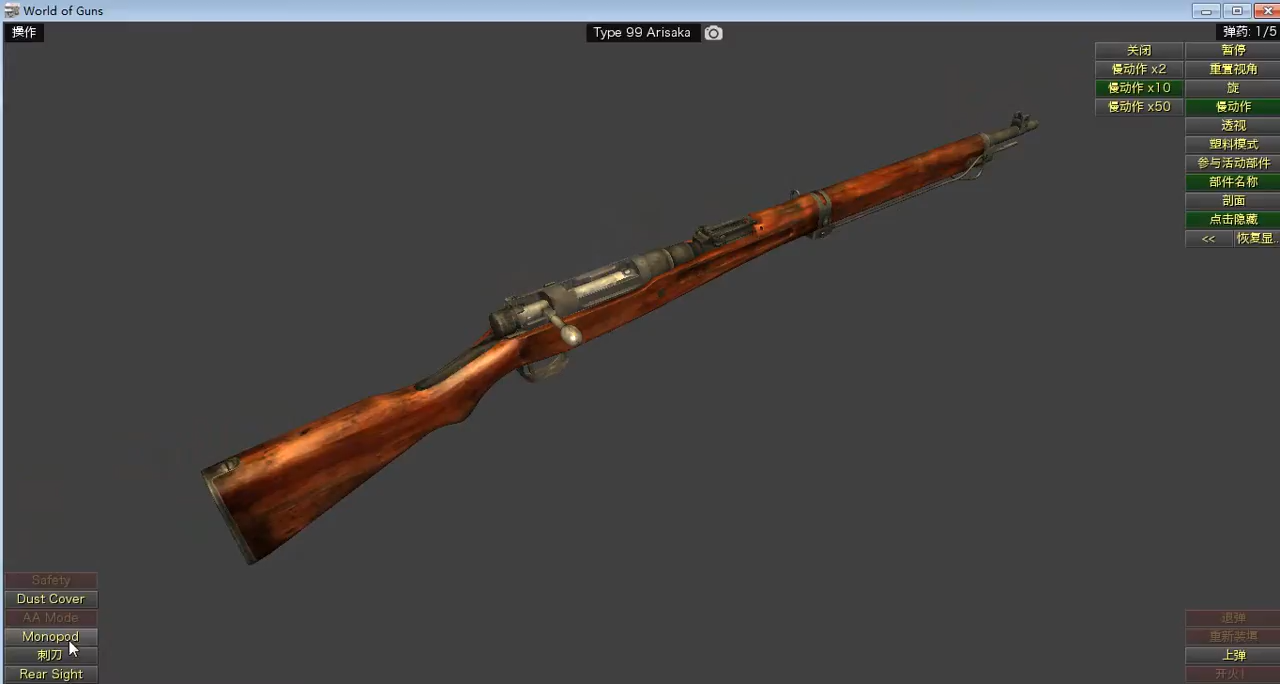 World of Guns
操作
Type 99 Arisaka
弹药: 1/5
关闭
暂停
慢动作 x2
重置视角
慢动作 x10
旋
慢动作 x50
慢动作
透视
塑料模式
参与活动部件
部件名称
剖面
点击隐藏
<<
恢复显..
Safety
Dust Cover
AA Mode
Monopod
刺刀
Rear Sight
退弹
重新装填
上弹
开火!